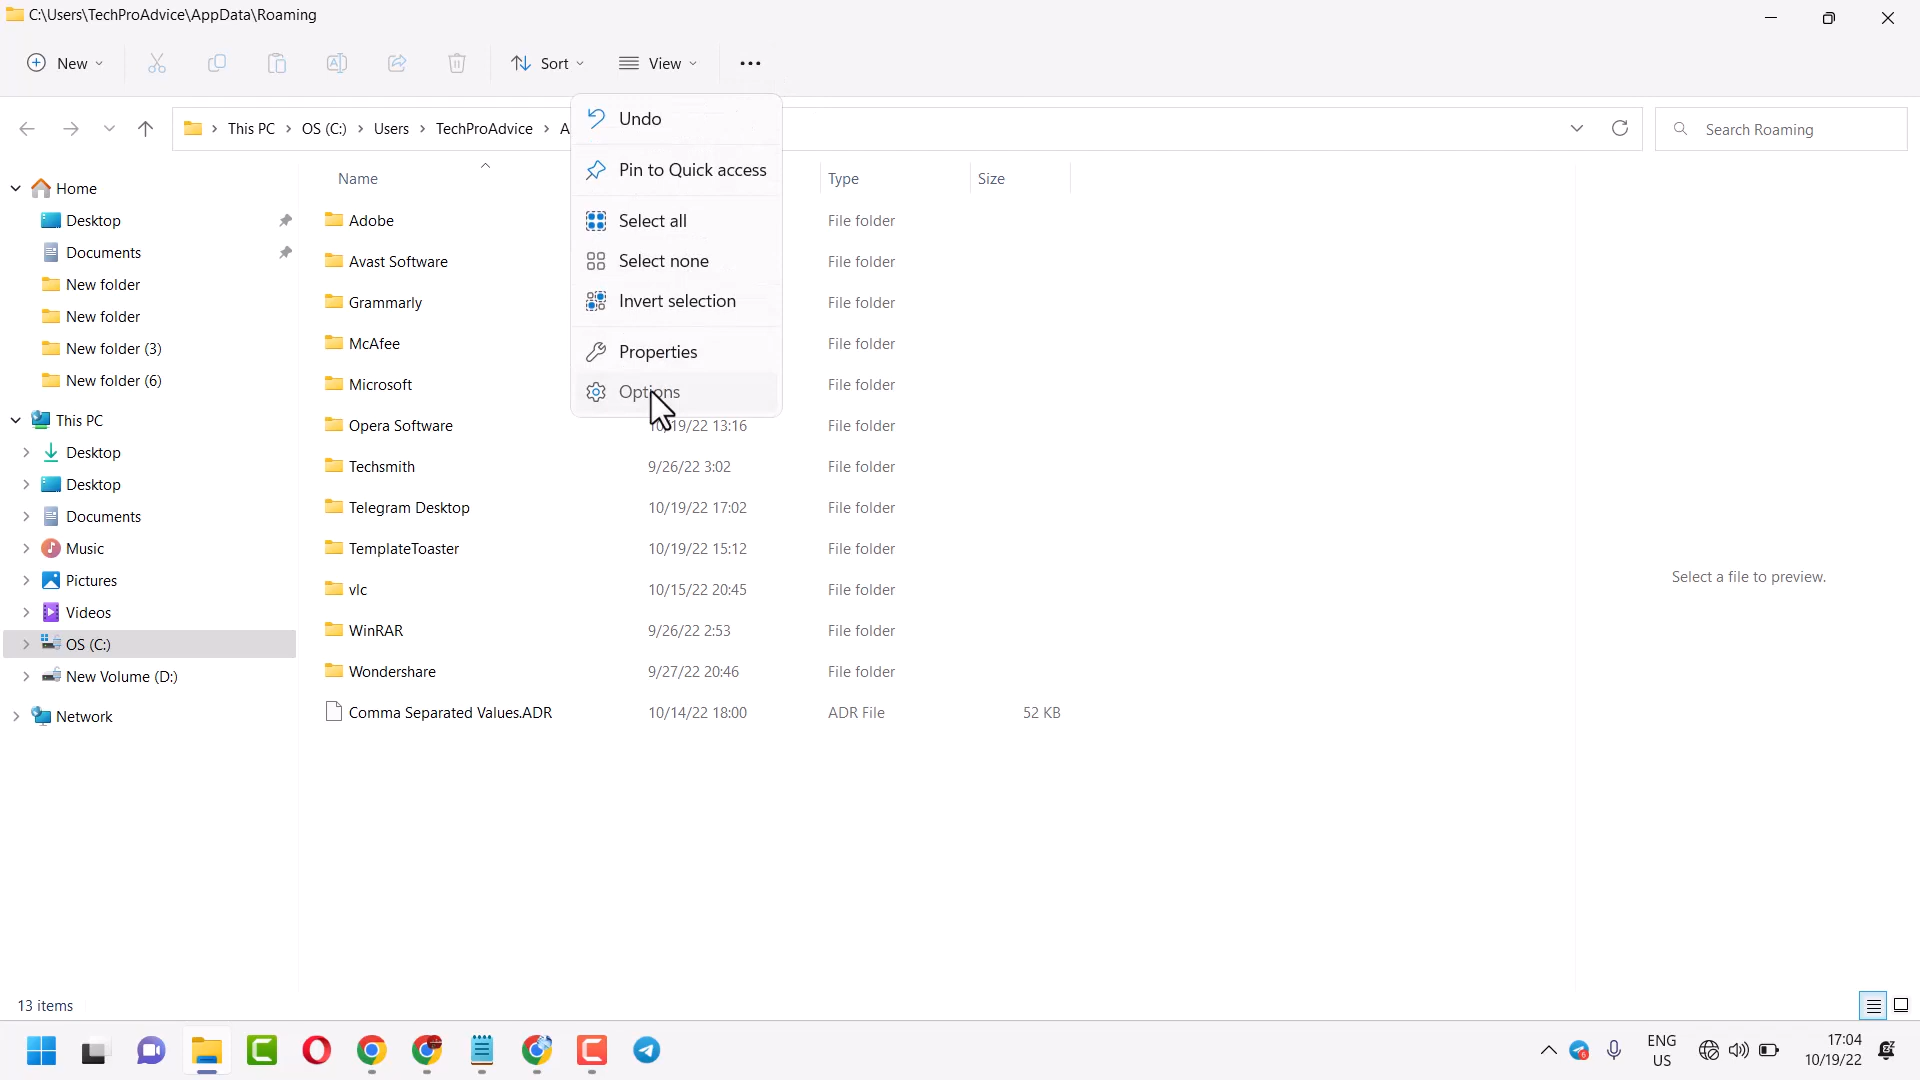 C:\Users\TechProAdvice\AppData\Roaming
New
Sort
View
This PC > OS (C:) > Users > TechProAdvice > A
Search Roaming
Undo
Pin to Quick access
Select all
Select none
Invert selection
Properties
Options
Home
Desktop
Documents
New folder
New folder
New folder (3)
New folder (6)
This PC
Desktop
Desktop
Documents
Music
Pictures
Videos
OS (C:)
New Volume (D:)
Network
Name Type Size
Adobe File folder
Avast Software File folder
Grammarly File folder
McAfee File folder
Microsoft File folder
Opera Software 10/19/22 13:16 File folder
Techsmith 9/26/22 3:02 File folder
Telegram Desktop 10/19/22 17:02 File folder
TemplateToaster 10/19/22 15:12 File folder
vlc 10/15/22 20:45 File folder
WinRAR 9/26/22 2:53 File folder
Wondershare 9/27/22 20:46 File folder
Comma Separated Values.ADR 10/14/22 18:00 ADR File 52 KB
Select a file to preview.
13 items
ENG
US
17:04
10/19/22